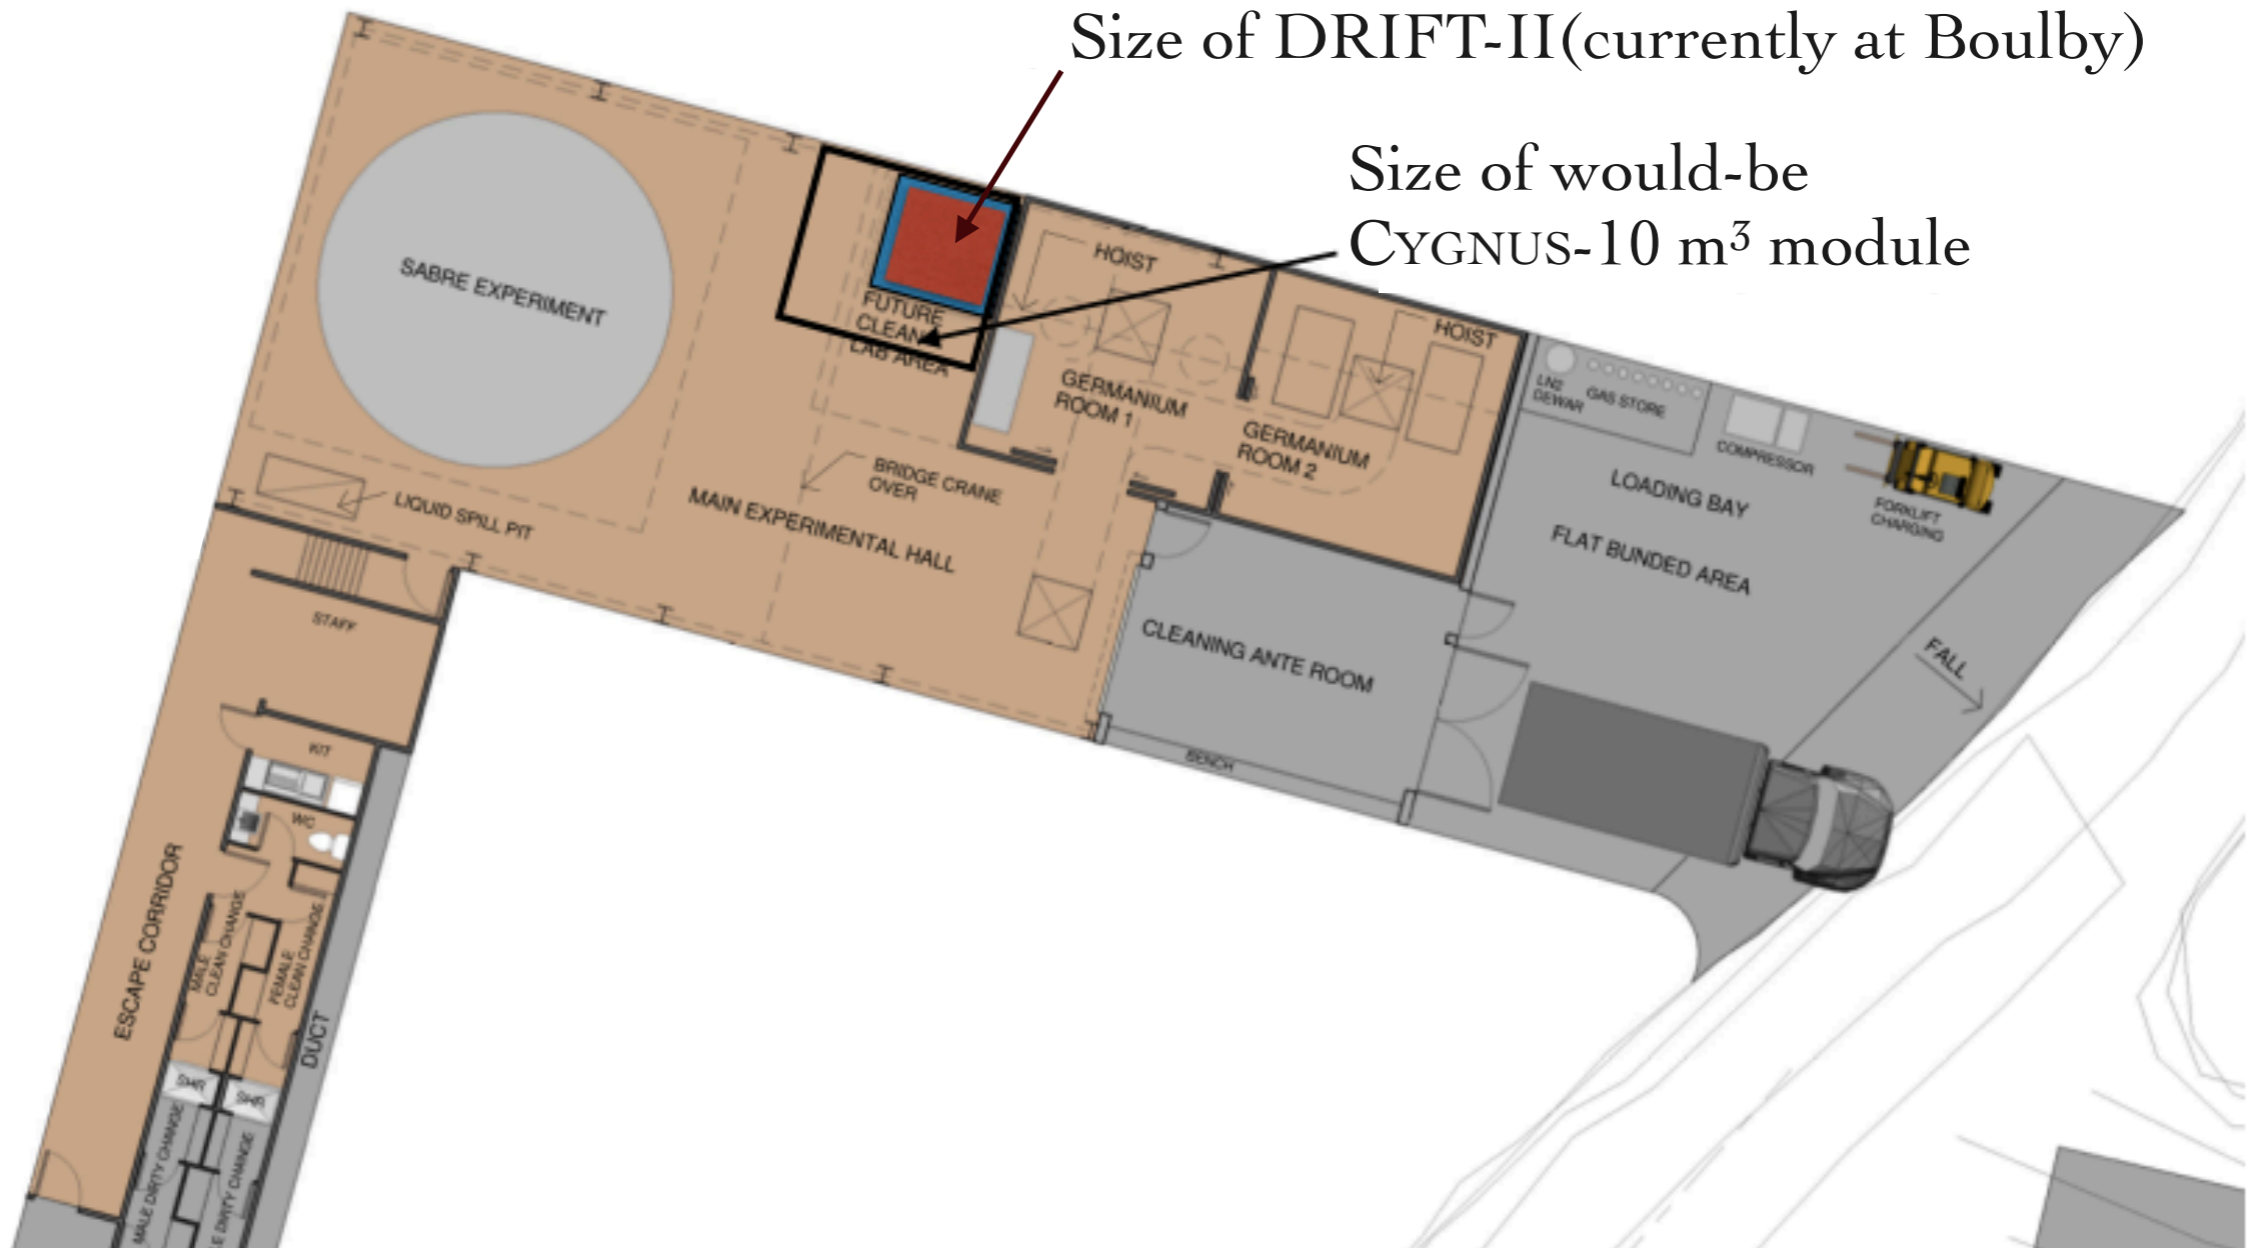 Size of DRIFT-II(currently at Boulby)
Size of would-be
CYGNUS-10 m³ module
SABRE EXPERIMENT
FUTURE
CLEAN
LAB AREA
HOIST
HOIST
GERMANIUM
ROOM 1
GERMANIUM
ROOM 2
LN2
DEWAR
GAS STORE
COMPRESSOR
FORKLIFT
CHARGING
LOADING BAY
FLAT BUNDED AREA
FALL
BRIDGE CRANE
OVER
MAIN EXPERIMENTAL HALL
LIQUID SPILL PIT
CLEANING ANTE ROOM
BENCH
STAFF
KIT
WC
ESCAPE CORRIDOR
MALE
CLEAN CHANGE
FEMALE
CLEAN CHANGE
DUCT
SHR
SHR
MALE DIRTY CHANGE
LE DIRTY CHANGE